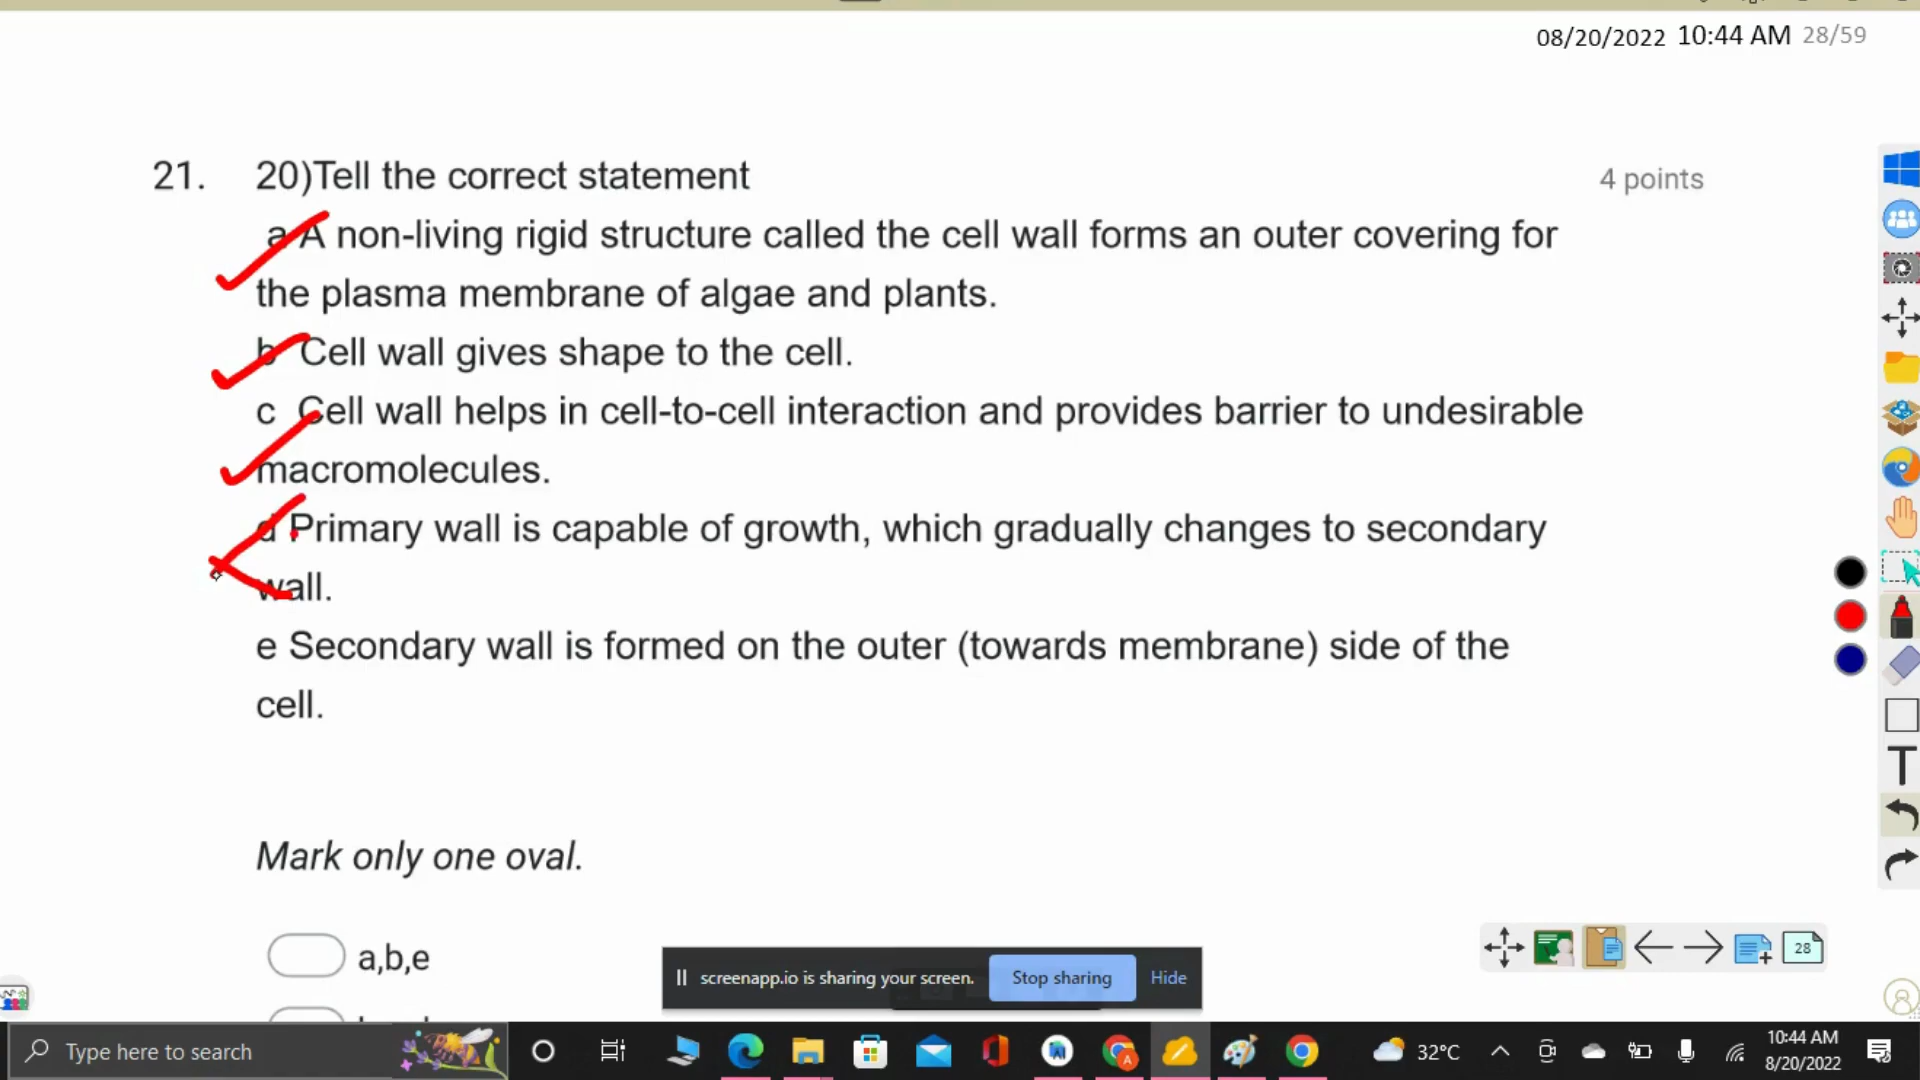 08/20/2022 10:44 AM 28/59
21. 20)Tell the correct statement 4 points
a A non-living rigid structure called the cell wall forms an outer covering for
the plasma membrane of algae and plants.
b Cell wall gives shape to the cell.
c Cell wall helps in cell-to-cell interaction and provides barrier to undesirable
macromolecules.
d Primary wall is capable of growth, which gradually changes to secondary
wall.
e Secondary wall is formed on the outer (towards membrane) side of the
cell.
Mark only one oval.
a,b,e
screenapp.io is sharing your screen. Stop sharing Hide
28
Type here to search
32°C
10:44 AM
8/20/2022